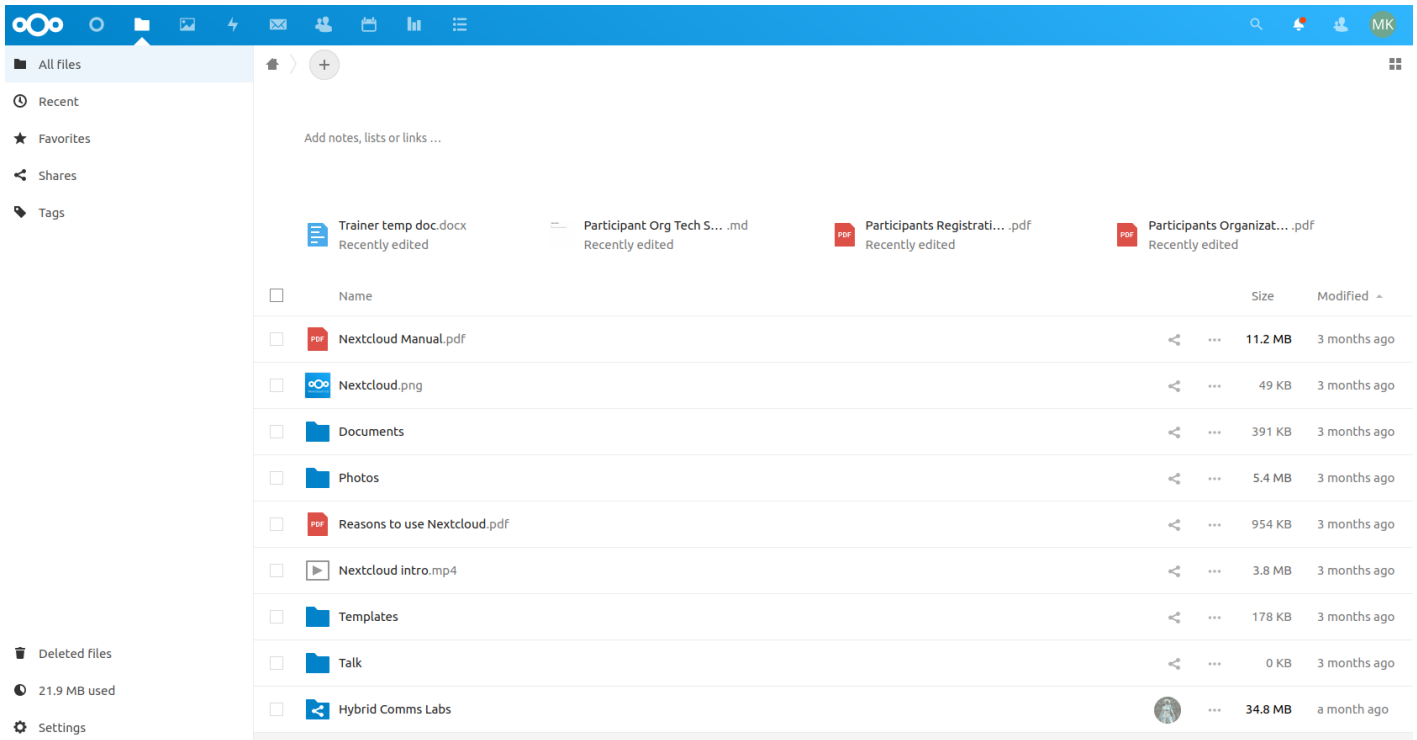 MK
All files
Recent
Favorites
Shares
Tags
Add notes, lists or links ...
Trainer temp doc.docx
Recently edited
Participant Org Tech S... .md
Recently edited
PDF
Participants Registrati... .pdf
Recently edited
PDF
Participants Organizat... .pdf
Recently edited
Name Size Modified
PDF Nextcloud Manual.pdf 11.2 MB 3 months ago
Nextcloud.png 49 KB 3 months ago
Documents 391 KB 3 months ago
Photos 5.4 MB 3 months ago
PDF Reasons to use Nextcloud.pdf 954 KB 3 months ago
Nextcloud intro.mp4 3.8 MB 3 months ago
Templates 178 KB 3 months ago
Talk 0 KB 3 months ago
Hybrid Comms Labs 34.8 MB a month ago
Deleted files
21.9 MB used
Settings